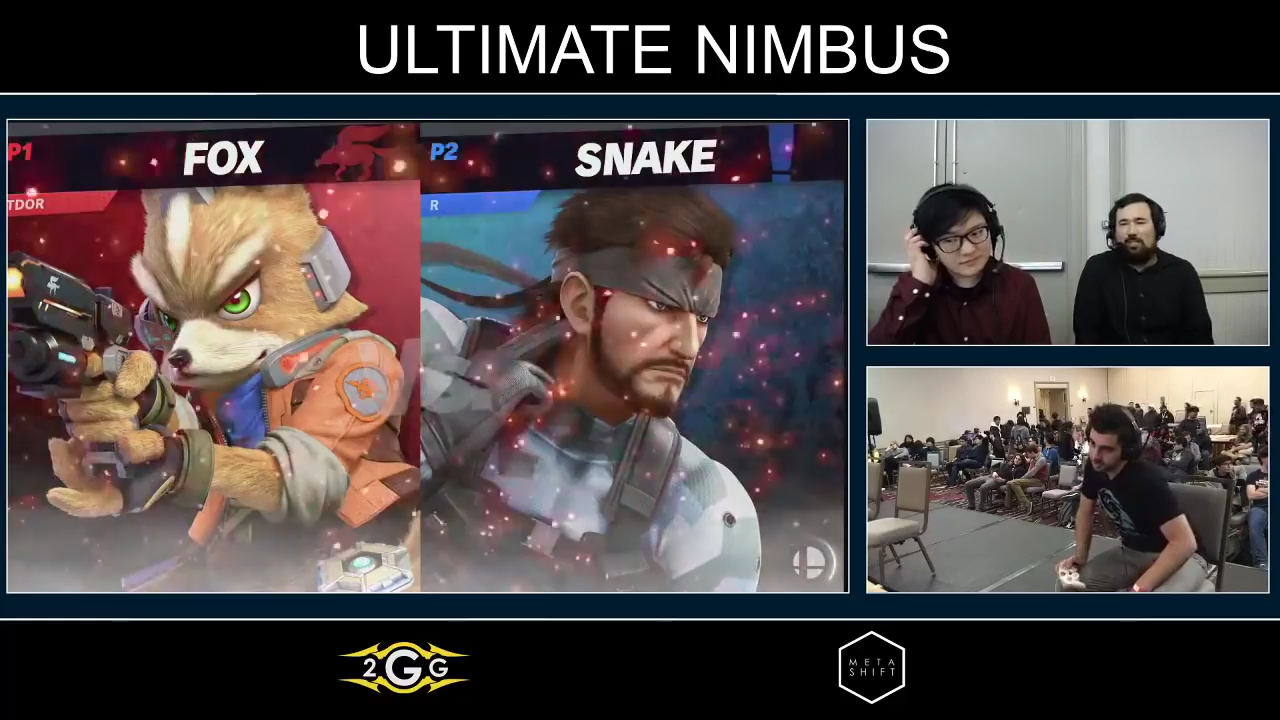 ULTIMATE NIMBUS
P1
FOX
TDOR
P2
SNAKE
R
2GG
META
SHIFT